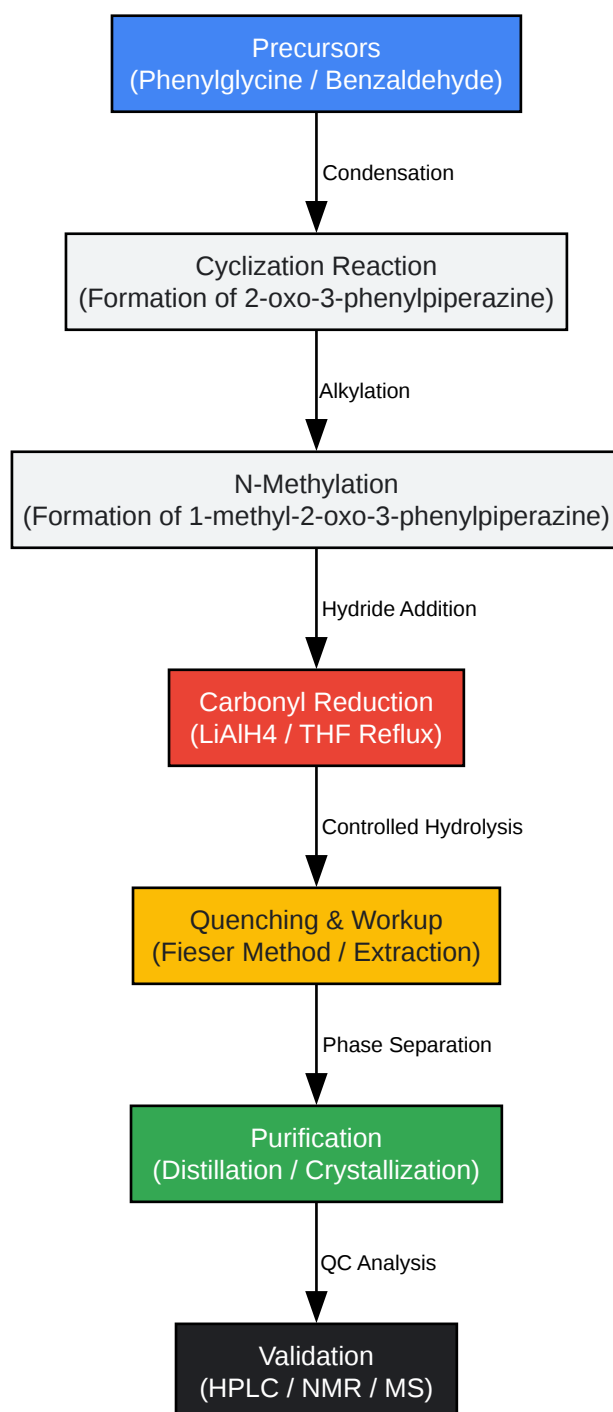 Precursors
(Phenylglycine / Benzaldehyde)
Condensation
Cyclization Reaction
(Formation of 2-oxo-3-phenylpiperazine)
Alkylation
N-Methylation
(Formation of 1-methyl-2-oxo-3-phenylpiperazine)
Hydride Addition
Carbonyl Reduction
(LiAlH4 / THF Reflux)
Controlled Hydrolysis
Quenching & Workup
(Fieser Method / Extraction)
Phase Separation
Purification
(Distillation / Crystallization)
QC Analysis
Validation
(HPLC / NMR / MS)